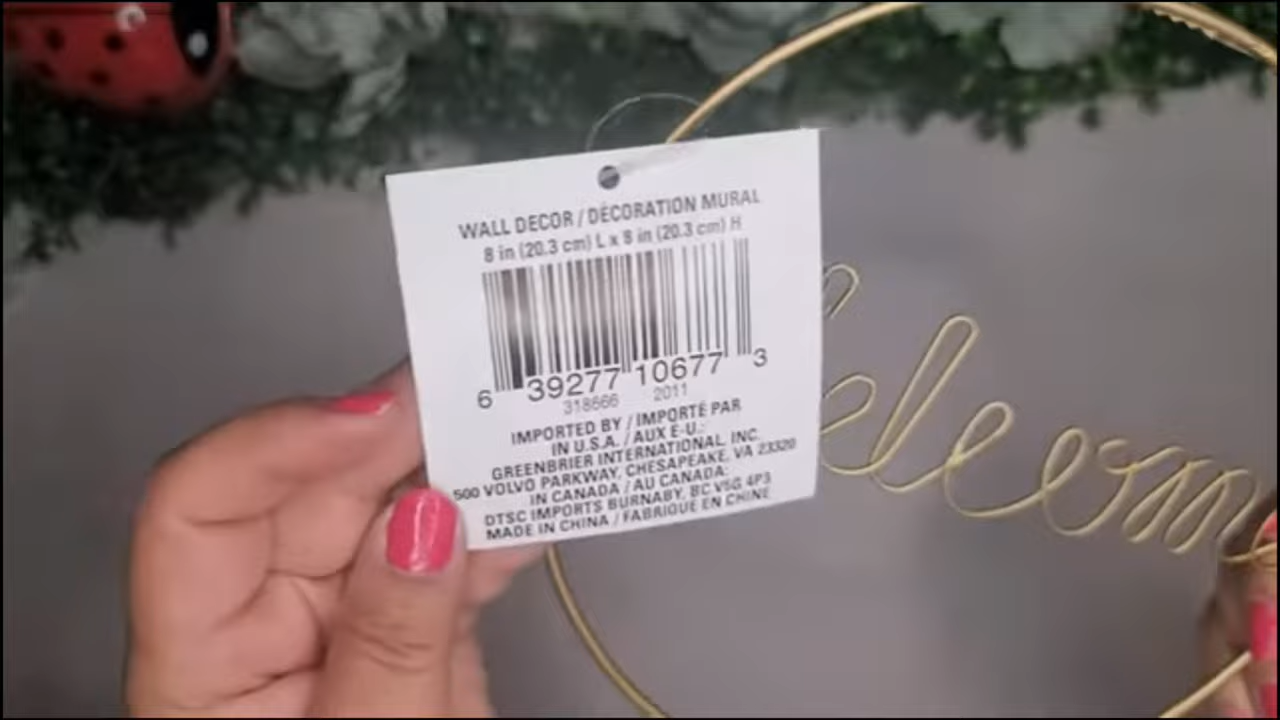 WALL DECOR / DÉCORATION MURAL
8 in (20.3 cm) L x 8 in (20.3 cm) H
6 39277 10677 3
318666 2011
IMPORTED BY / IMPORTÉ PAR
IN U.S.A. / AUX É-U.:
GREENBRIER INTERNATIONAL, INC.
500 VOLVO PARKWAY, CHESAPEAKE, VA 23320
IN CANADA / AU CANADA:
DTSC IMPORTS BURNABY, BC V5G 4P3
MADE IN CHINA / FABRIQUÉ EN CHINE